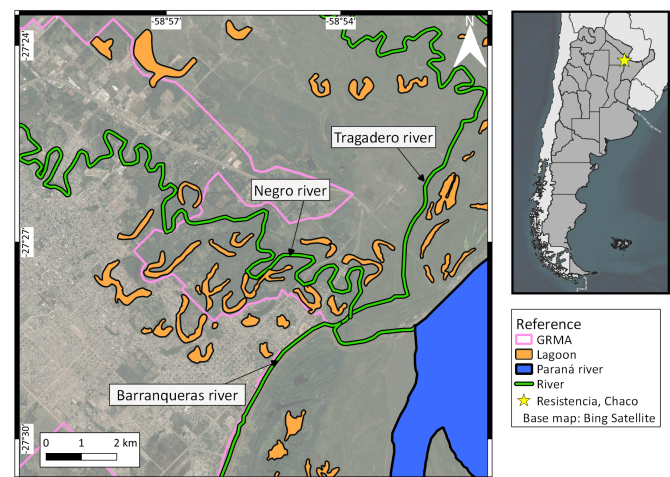 -58°57'
-58°54'
N
-27°24'
Tragadero river
Negro river
-27°27'
Barranqueras river
-27°30'
0 1 2 km
Reference
GRMA
Lagoon
Paraná river
River
Resistencia, Chaco
Base map: Bing Satellite